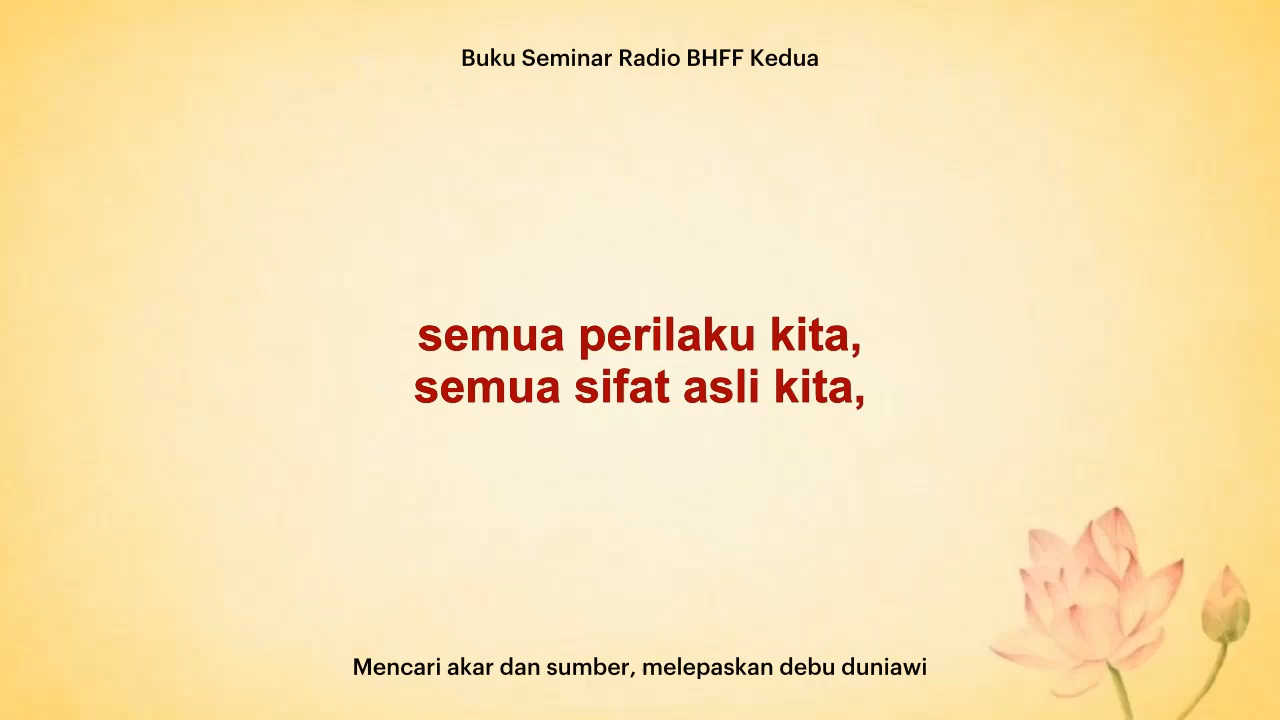 Buku Seminar Radio BHFF Kedua
semua perilaku kita,
semua sifat asli kita,
Mencari akar dan sumber, melepaskan debu duniawi